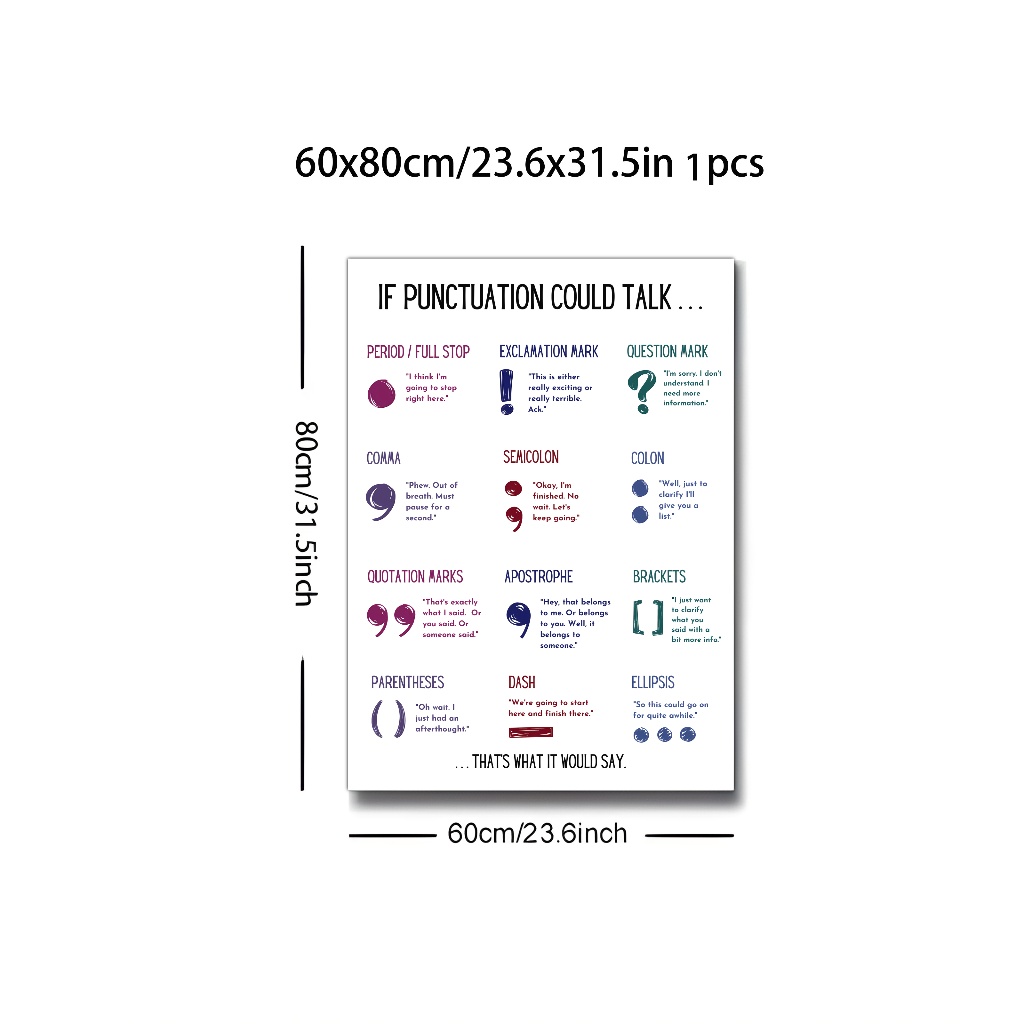 60x80cm/23.6x31.5in 1pcs
80cm/31.5inch
IF PUNCTUATION COULD TALK . . .
PERIOD / FULL STOP
"I think I'm
going to stop
right here."
EXCLAMATION MARK
"This is either
really exciting or
really terrible.
Ack."
QUESTION MARK
"I'm sorry. I don't
understand. I
need more
information."
COMMA
"Phew. Out of
breath. Must
pause for a
second."
SEMICOLON
"Okay, I'm
finished. No
wait. Let's
keep going."
COLON
"Well, just to
clarify I'll
give you a
list."
QUOTATION MARKS
"That's exactly
what I said. Or
you said. Or
someone said."
APOSTROPHE
"Hey, that belongs
to me. Or belongs
to you. Well, it
belongs to
someone."
BRACKETS
"I just want
to clarify
what you
said with a
bit more info."
PARENTHESES
"Oh wait. I
just had an
afterthought."
DASH
"We're going to start
here and finish there."
ELLIPSIS
"So this could go on
for quite awhile."
. . . THAT'S WHAT IT WOULD SAY.
60cm/23.6inch